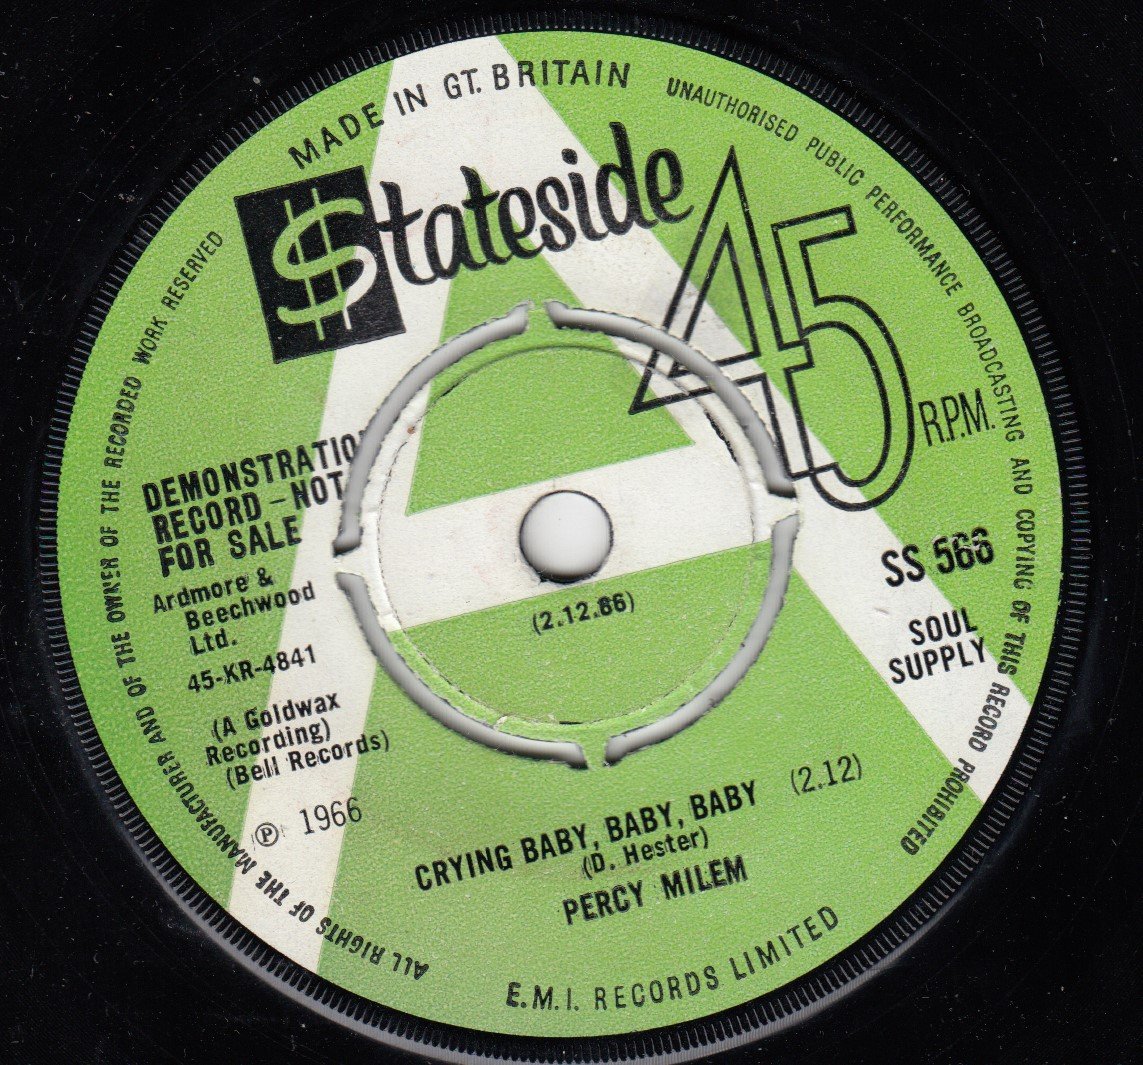 MADE IN GT. BRITAIN
UNAUTHORISED PUBLIC PERFORMANCE BROADCASTING AND COPYING OF THIS RECORD PROHIBITED
$tateside
45
R.P.M.
DEMONSTRATION
RECORD - NOT
FOR SALE
Ardmore &
Beechwood
Ltd.
45-KR-4841
(A Goldwax
Recording)
(Bell Records)
℗ 1966
(2.12.66)
SS 566
SOUL
SUPPLY
CRYING BABY, BABY, BABY (2.12)
(D. Hester)
PERCY MILEM
E.M.I. RECORDS LIMITED
ALL RIGHTS OF THE MANUFACTURER AND OF THE OWNER OF THE RECORDED WORK RESERVED